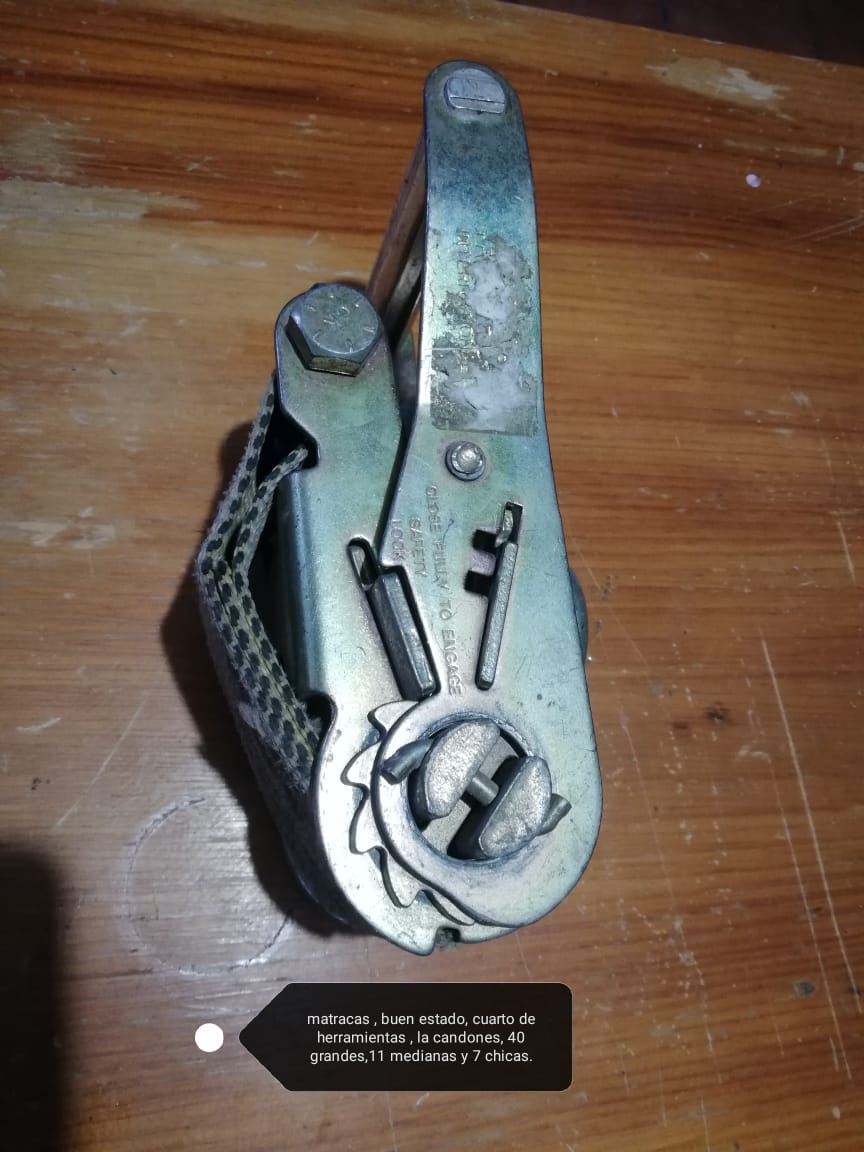 CLOSE FULLY TO ENGAGE
SAFETY
LOCK
matracas , buen estado, cuarto de
herramientas , la candones, 40
grandes,11 medianas y 7 chicas.